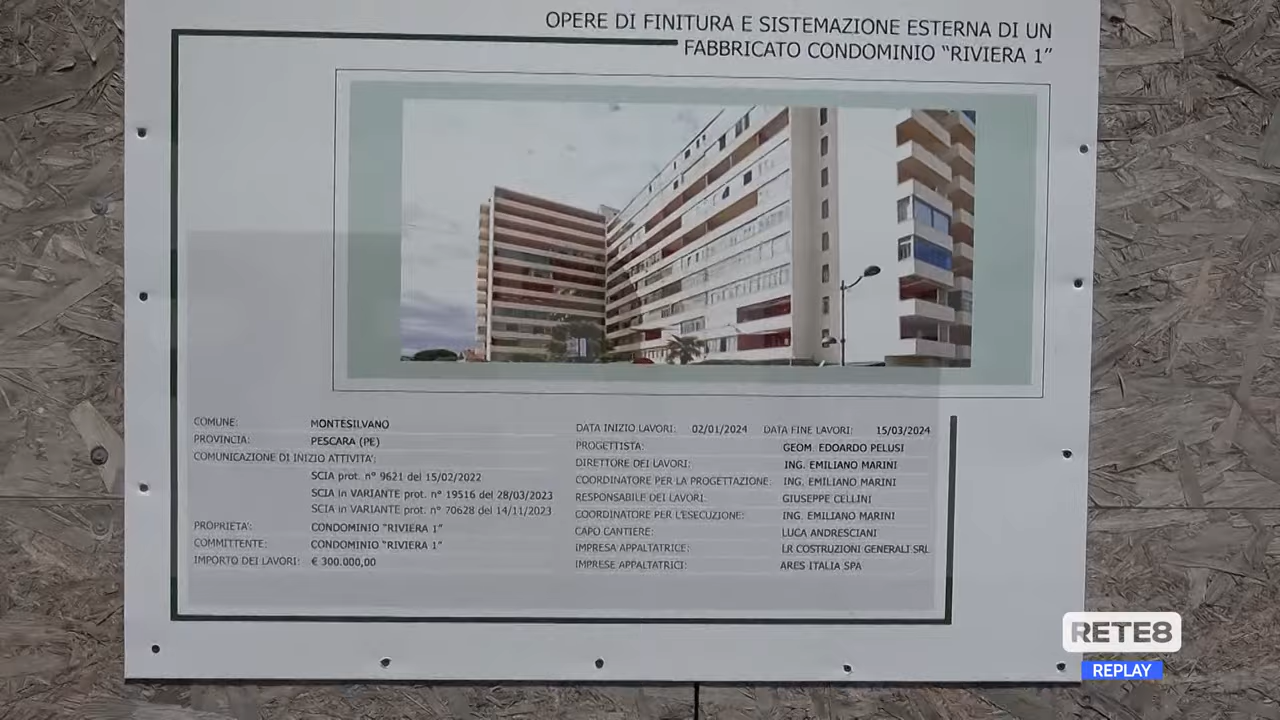 OPERE DI FINITURA E SISTEMAZIONE ESTERNA DI UN
FABBRICATO CONDOMINIO “RIVIERA 1”
COMUNE: MONTESILVANO
PROVINCIA: PESCARA (PE)
COMUNICAZIONE DI INIZIO ATTIVITA':
SCIA prot. n° 9621 del 15/02/2022
SCIA in VARIANTE prot. n° 19516 del 28/03/2023
SCIA in VARIANTE prot. n° 70628 del 14/11/2023
PROPRIETA': CONDOMINIO “RIVIERA 1”
COMMITTENTE: CONDOMINIO “RIVIERA 1”
IMPORTO DEI LAVORI: € 300.000,00
DATA INIZIO LAVORI: 02/01/2024 DATA FINE LAVORI: 15/03/2024
PROGETTISTA: GEOM. EDOARDO PELUSI
DIRETTORE DEI LAVORI: ING. EMILIANO MARINI
COORDINATORE PER LA PROGETTAZIONE: ING. EMILIANO MARINI
RESPONSABILE DEI LAVORI: GIUSEPPE CELLINI
COORDINATORE PER L'ESECUZIONE: ING. EMILIANO MARINI
CAPO CANTIERE: LUCA ANDRESCIANI
IMPRESA APPALTATRICE: LR COSTRUZIONI GENERALI SRL
IMPRESE APPALTATRICI: ARES ITALIA SPA
RETE8
REPLAY